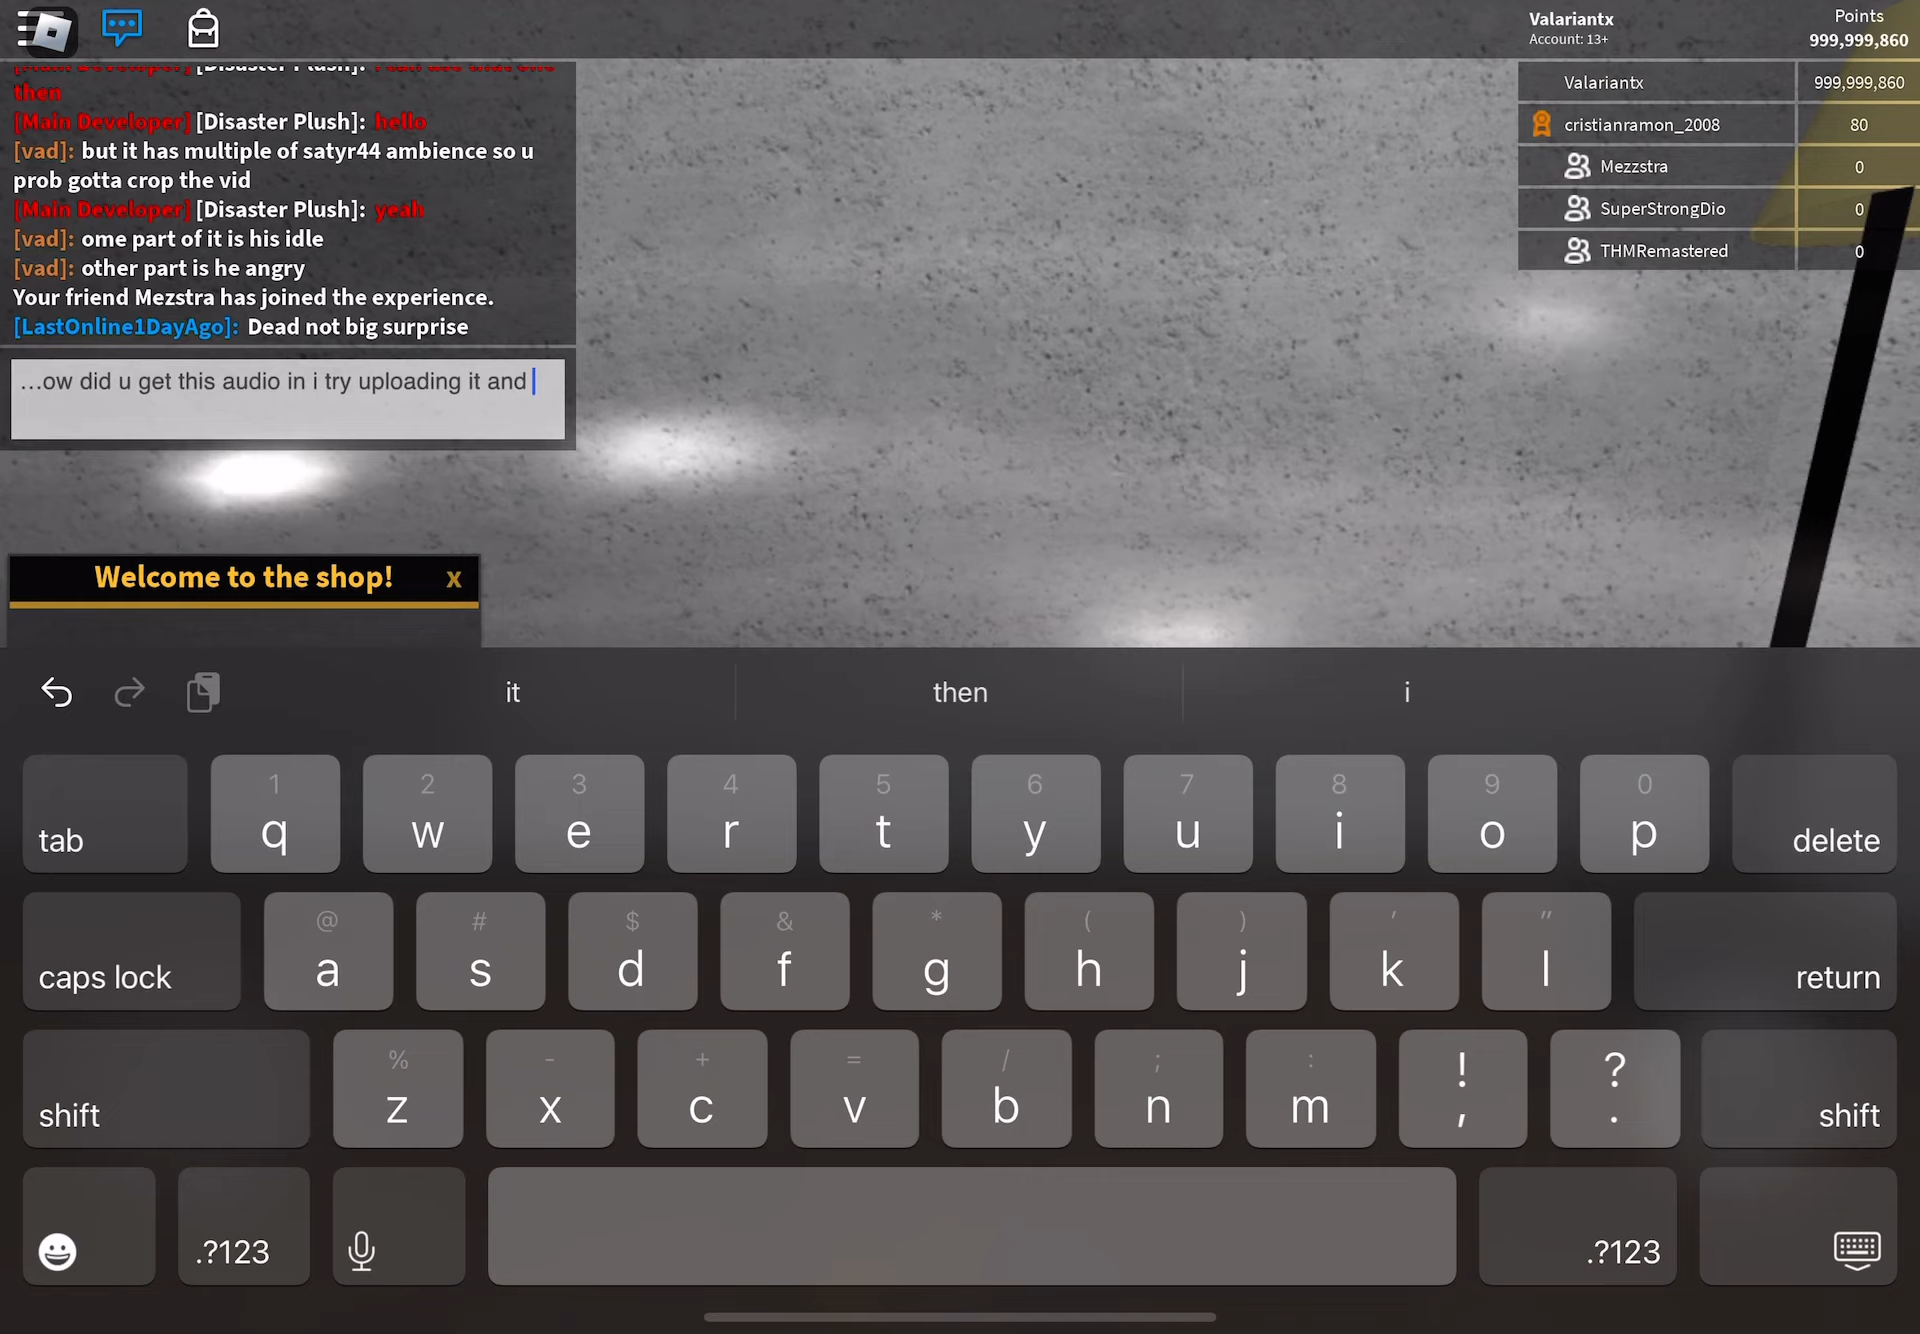 Valariantx
Account: 13+
Points
999,999,860
[Main Developer] [Disaster Plush]:
then
[Main Developer] [Disaster Plush]: hello
[vad]: but it has multiple of satyr44 ambience so u
prob gotta crop the vid
[Main Developer] [Disaster Plush]: yeah
[vad]: ome part of it is his idle
[vad]: other part is he angry
Your friend Mezstra has joined the experience.
[LastOnline1DayAgo]: Dead not big surprise
...ow did u get this audio in i try uploading it and
Valariantx 999,999,860
cristianramon_2008 80
Mezzstra 0
SuperStrongDio 0
THMRemastered 0
Welcome to the shop! x
it then i
1 2 3 4 5 6 7 8 9 0
tab q w e r t y u i o p delete
@ # $ & * ( ) ' "
caps lock a s d f g h j k l return
% - + = / ; : ! ?
shift z x c v b n m , . shift
.?123 .?123